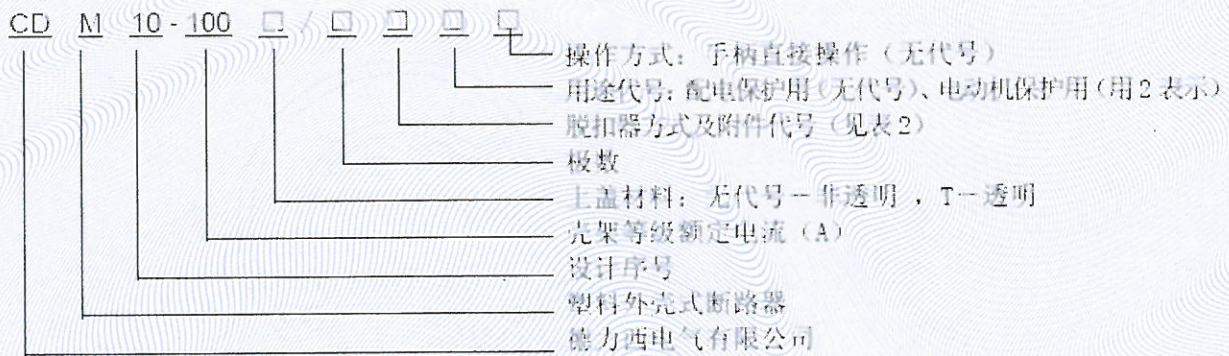 CD M 10 - 100 □ / □ □ □ □
操作方式：手柄直接操作（无代号）
用途代号：配电保护用（无代号）、电动机保护用（用2表示）
脱扣器方式及附件代号（见表2）
极数
上盖材料：无代号－非透明，T－透明
壳架等级额定电流（A）
设计序号
塑料外壳式断路器
德力西电气有限公司